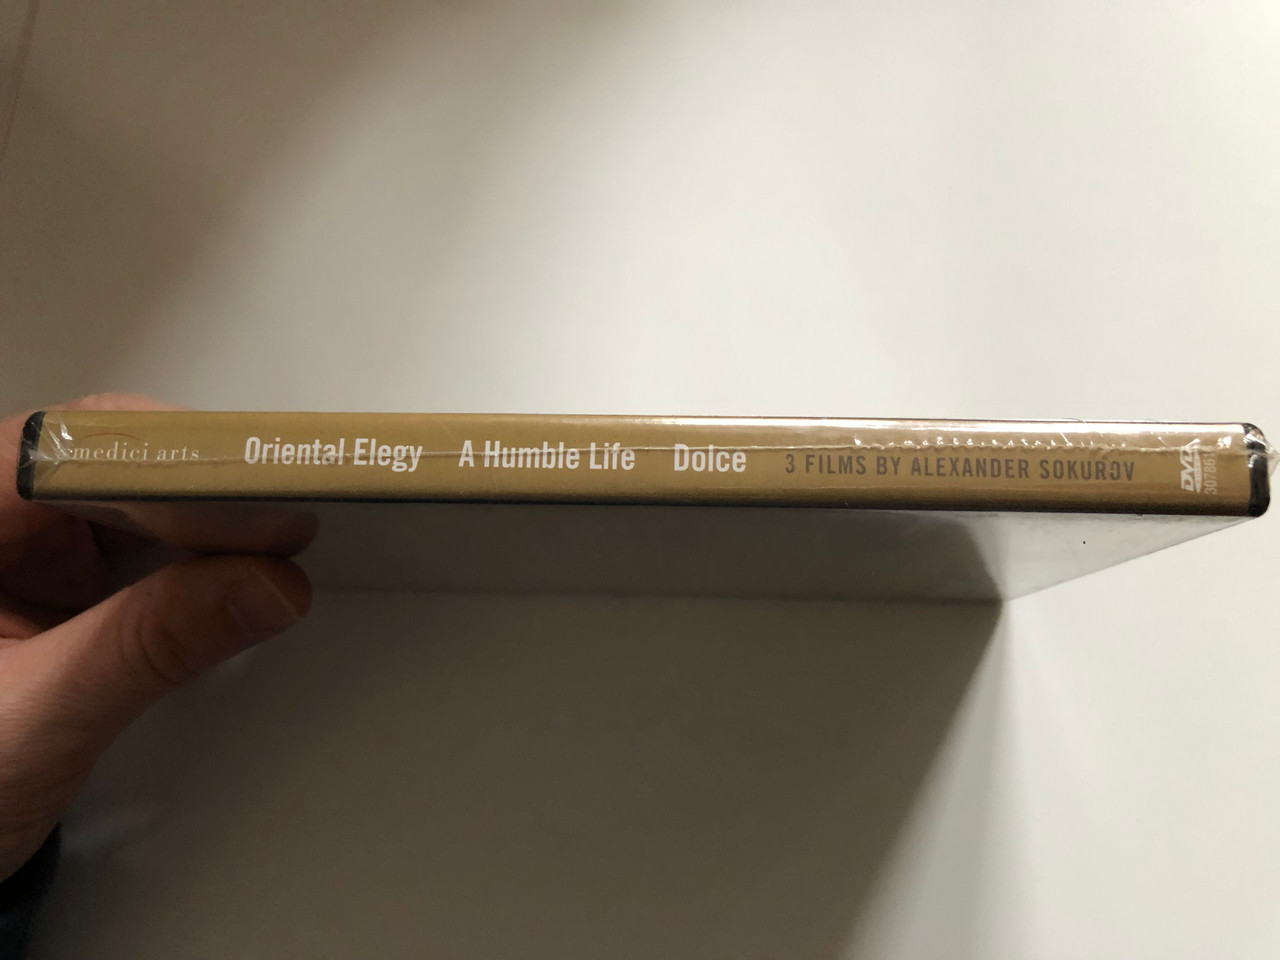 medici arts Oriental Elegy A Humble Life Dolce 3 FILMS BY ALEXANDER SOKUROV
DVD